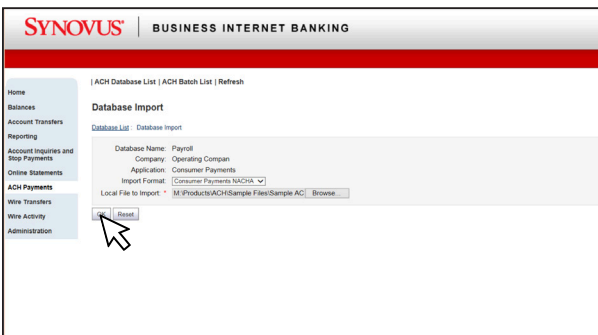 SYNOVUS | BUSINESS INTERNET BANKING
| ACH Database List | ACH Batch List | Refresh
Home
Balances
Account Transfers
Reporting
Account Inquiries and
Stop Payments
Online Statements
ACH Payments
Wire Transfers
Wire Activity
Administration
Database Import
Database List : Database Import
Database Name: Payroll
Company: Operating Compan
Application: Consumer Payments
Import Format: Consumer Payments NACHA
Local File to Import: * M:\Products\ACH\Sample Files\Sample AC Browse...
OK Reset